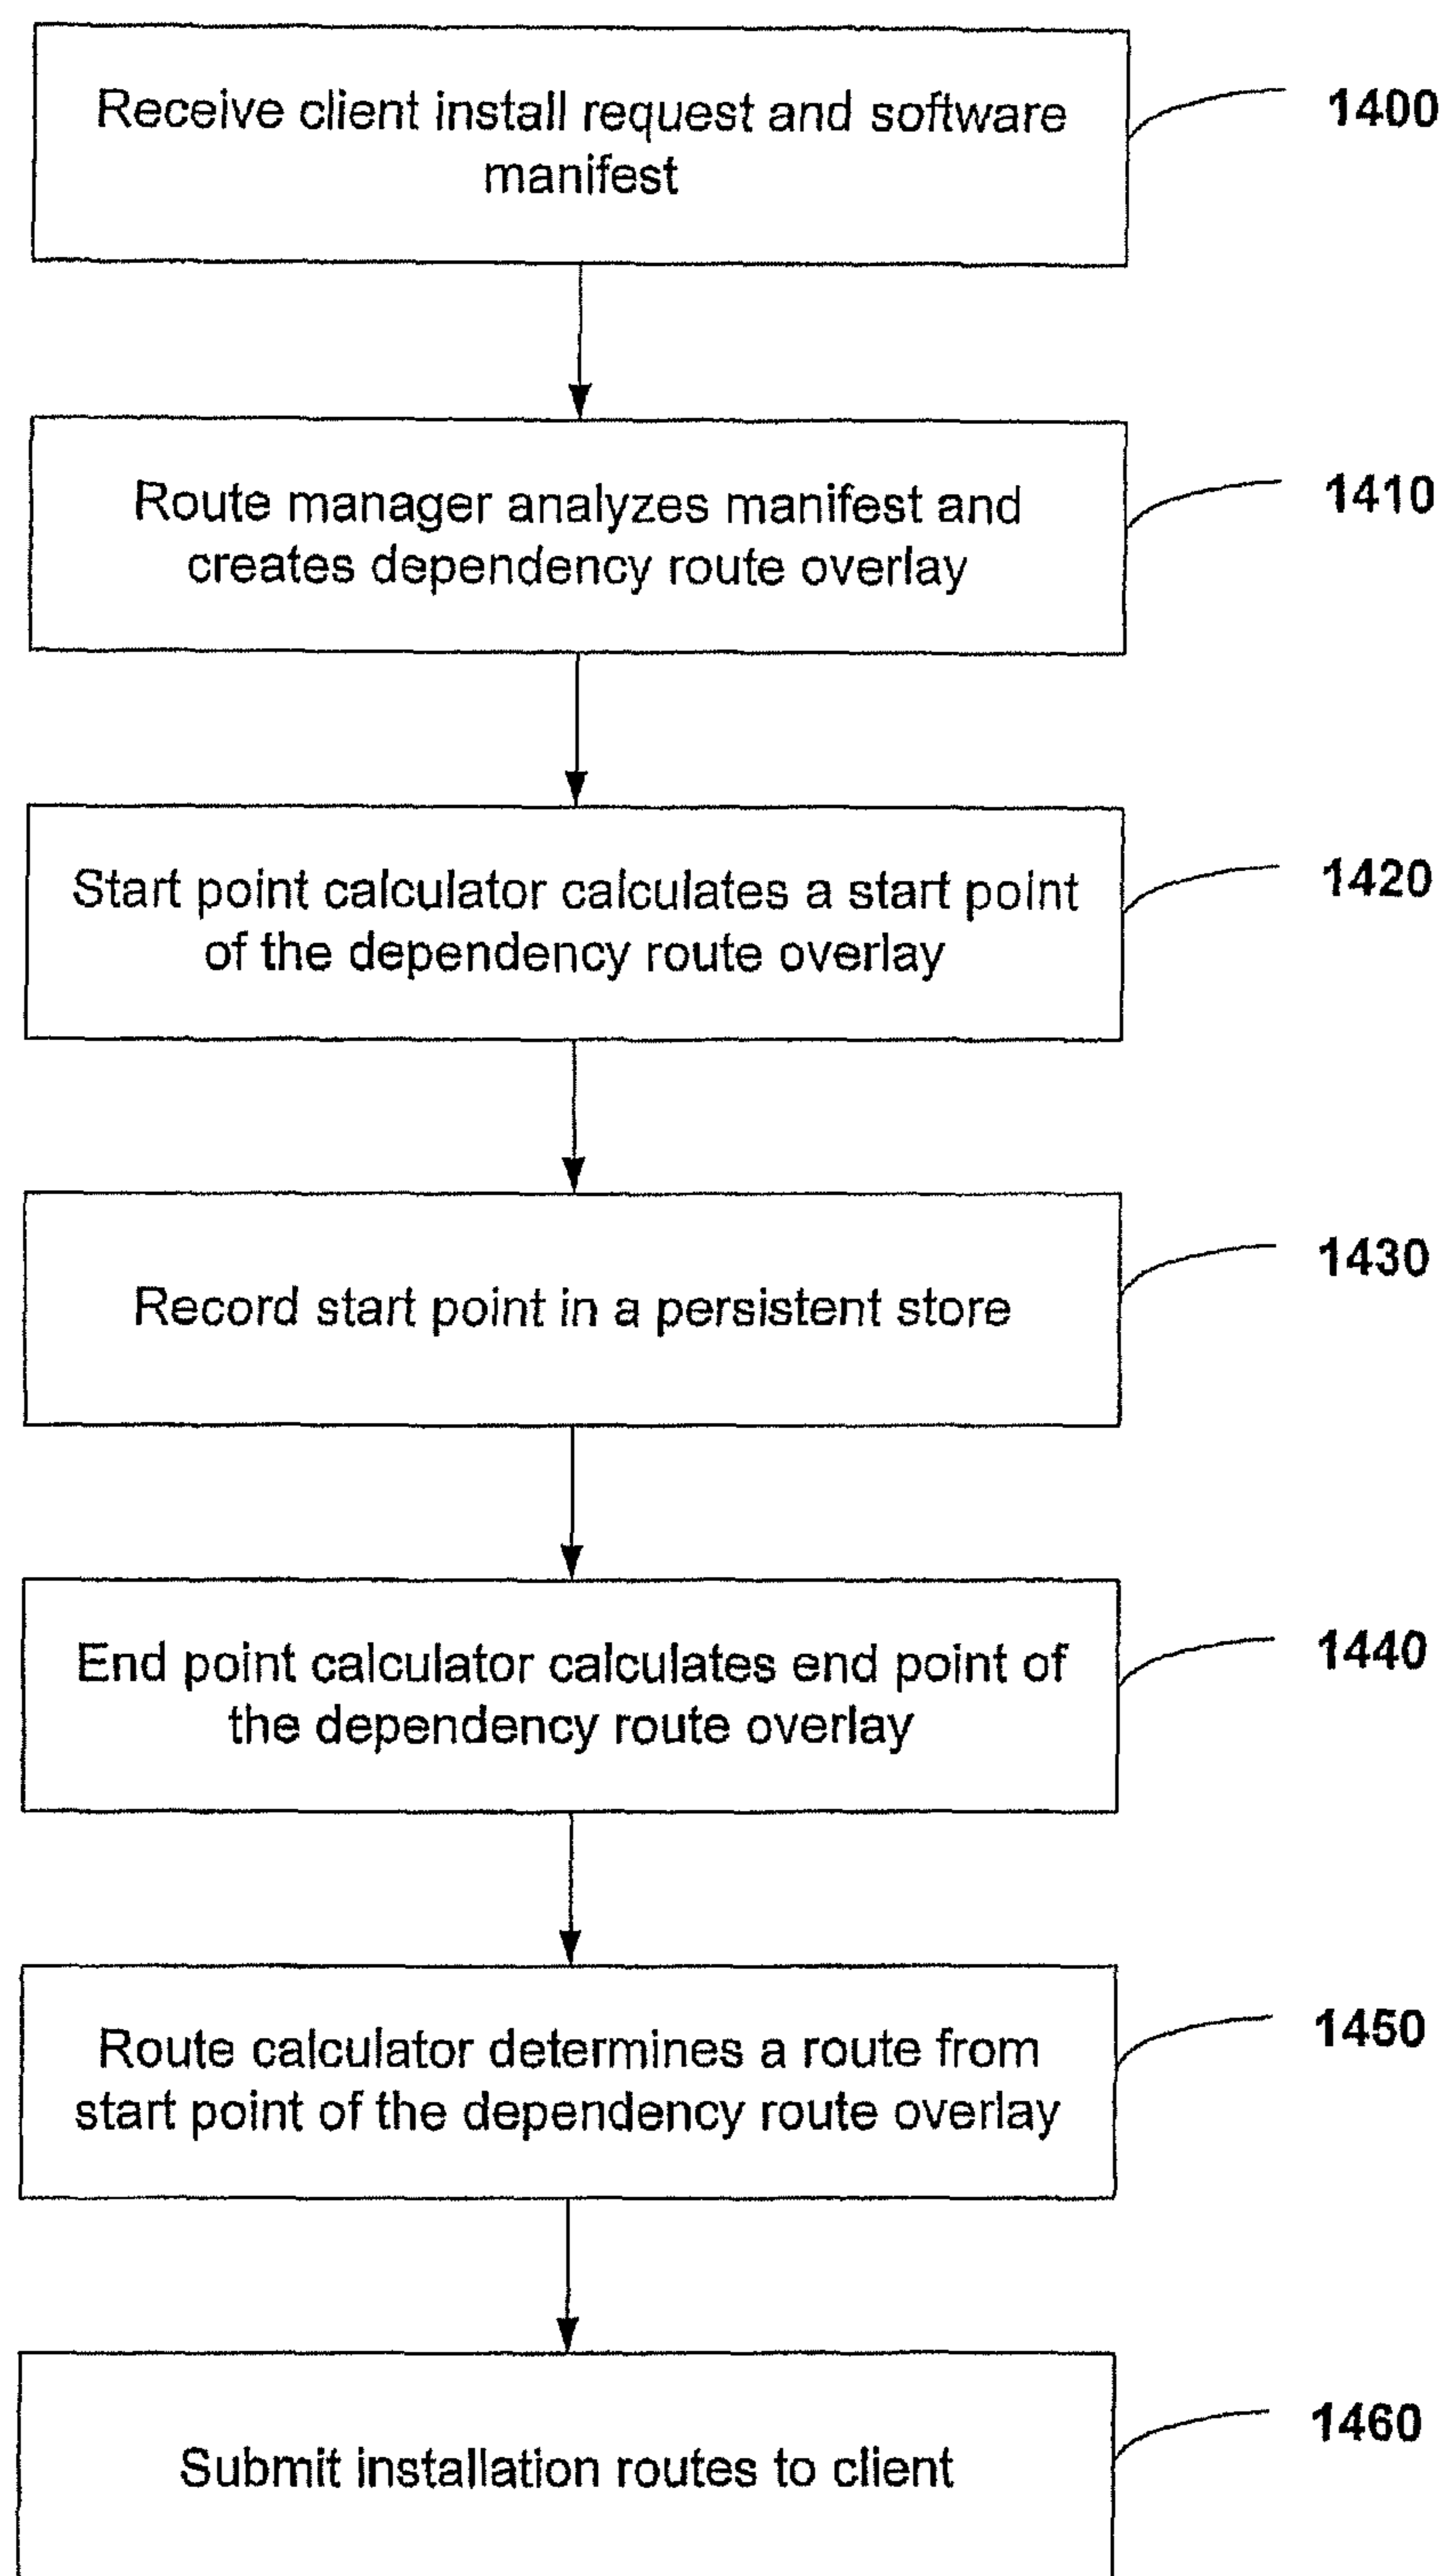 Receive client install request and software
manifest
1400
Route manager analyzes manifest and
creates dependency route overlay
1410
Start point calculator calculates a start point
of the dependency route overlay
1420
Record start point in a persistent store
1430
End point calculator calculates end point of
the dependency route overlay
1440
Route calculator determines a route from
start point of the dependency route overlay
1450
Submit installation routes to client
1460